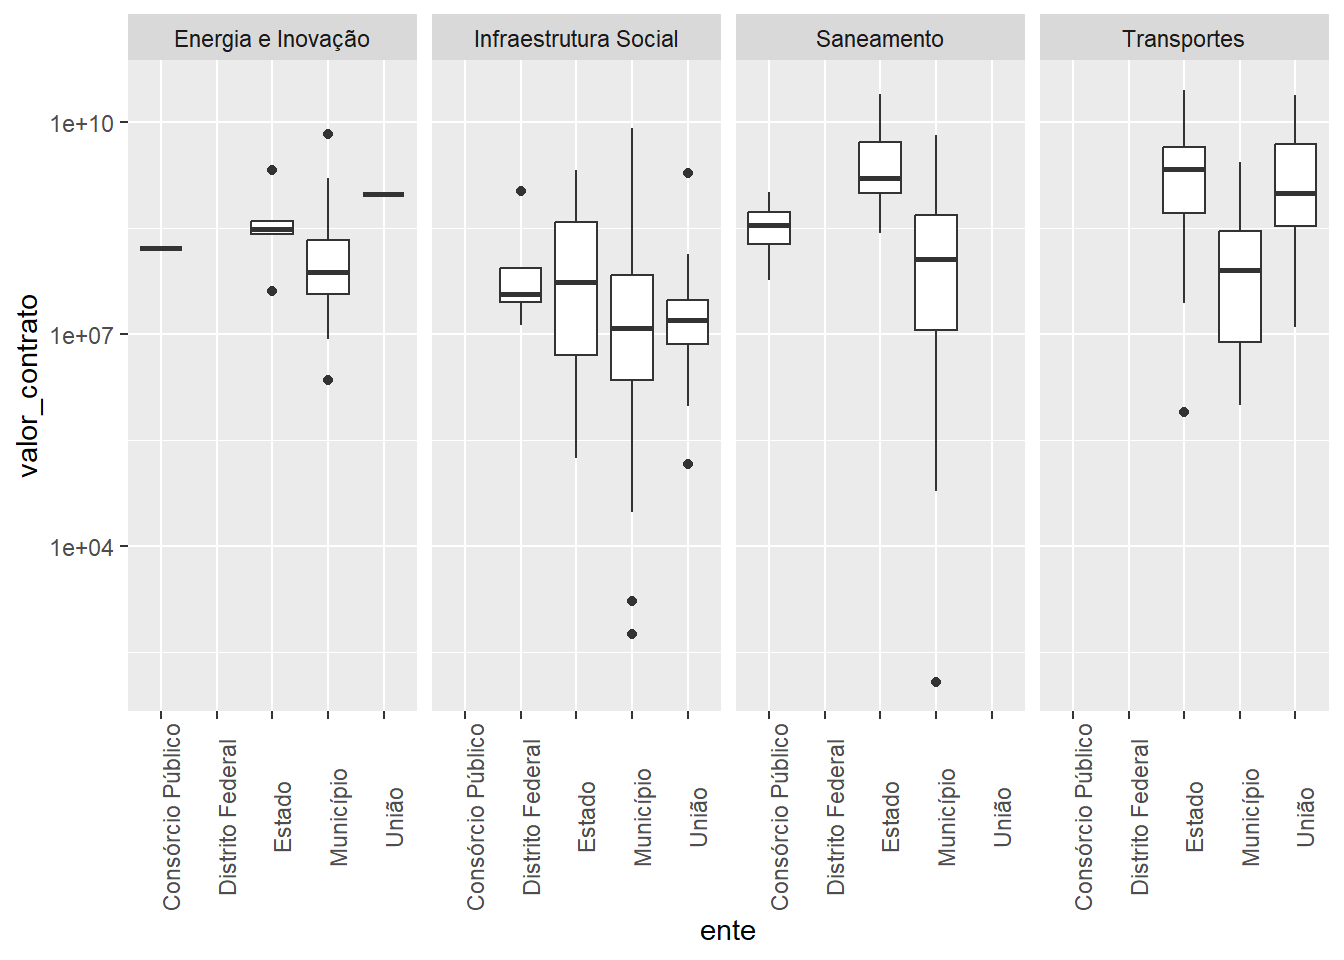 Energia e Inovação
Infraestrutura Social
Saneamento
Transportes
valor_contrato
1e+10
1e+07
1e+04
Consórcio Público
Distrito Federal
Estado
Município
União
Consórcio Público
Distrito Federal
Estado
Município
União
Consórcio Público
Distrito Federal
Estado
Município
União
Consórcio Público
Distrito Federal
Estado
Município
União
ente